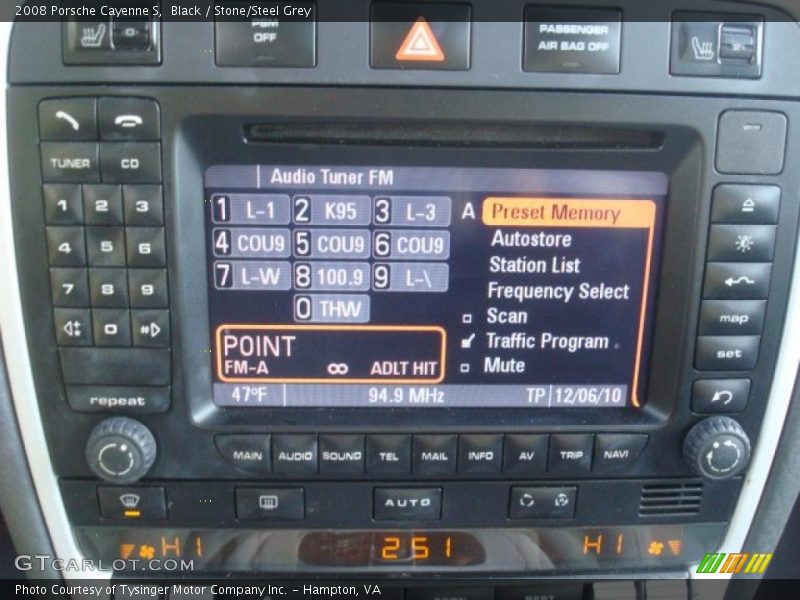 2008 Porsche Cayenne S, Black / Stone/Steel Grey
PSM OFF
PASSENGER
AIR BAG OFF
TUNER CD
1 2 3
4 5 6
7 8 9
0
repeat
Audio Tuner FM
1 L-1 2 K95 3 L-3
4 COU9 5 COU9 6 COU9
7 L-W 8 100.9 9 L-\
0 THW
A Preset Memory
Autostore
Station List
Frequency Select
Scan
Traffic Program
Mute
POINT
FM-A ∞ ADLT HIT
47°F 94.9 MHz TP 12/06/10
map
set
MAIN AUDIO SOUND TEL MAIL INFO AV TRIP NAVI
AUTO
HI 251 HI
GTCARLOT.COM
Photo Courtesy of Tysinger Motor Company Inc. - Hampton, VA